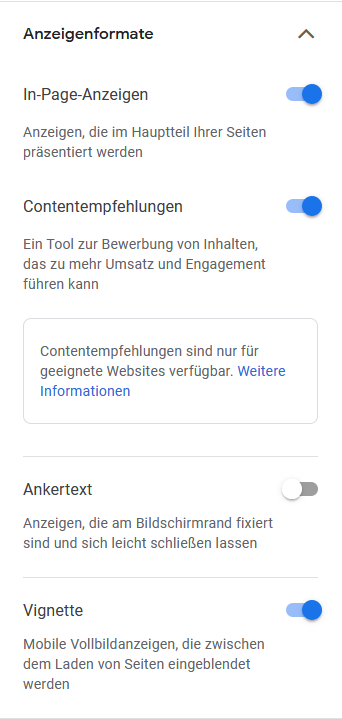 Anzeigenformate
In-Page-Anzeigen
Anzeigen, die im Hauptteil Ihrer Seiten
präsentiert werden
Contentempfehlungen
Ein Tool zur Bewerbung von Inhalten,
das zu mehr Umsatz und Engagement
führen kann
Contentempfehlungen sind nur für
geeignete Websites verfügbar. Weitere
Informationen
Ankertext
Anzeigen, die am Bildschirmrand fixiert
sind und sich leicht schließen lassen
Vignette
Mobile Vollbildanzeigen, die zwischen
dem Laden von Seiten eingeblendet
werden